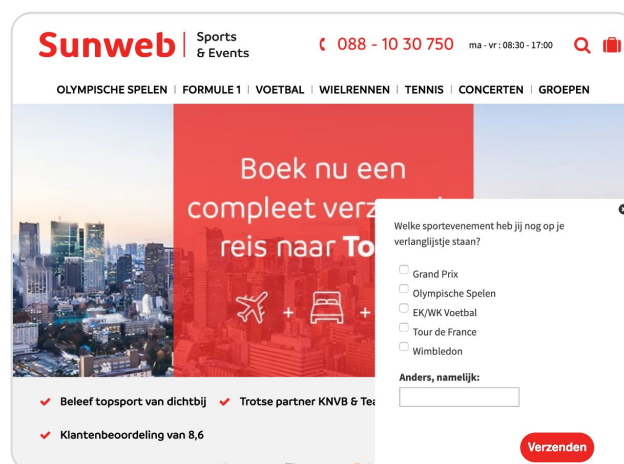 Sunweb
Sports
& Events
088 - 10 30 750
ma - vr : 08:30 - 17:00
OLYMPISCHE SPELEN | FORMULE 1 | VOETBAL | WIELRENNEN | TENNIS | CONCERTEN | GROEPEN
Boek nu een
compleet verz
reis naar To
+ +
Welke sportevenement heb jij nog op je
verlanglijstje staan?
Grand Prix
Olympische Spelen
EK/WK Voetbal
Tour de France
Wimbledon
Anders, namelijk:
Verzenden
Beleef topsport van dichtbij
Trotse partner KNVB & Tea
Klantenbeoordeling van 8,6